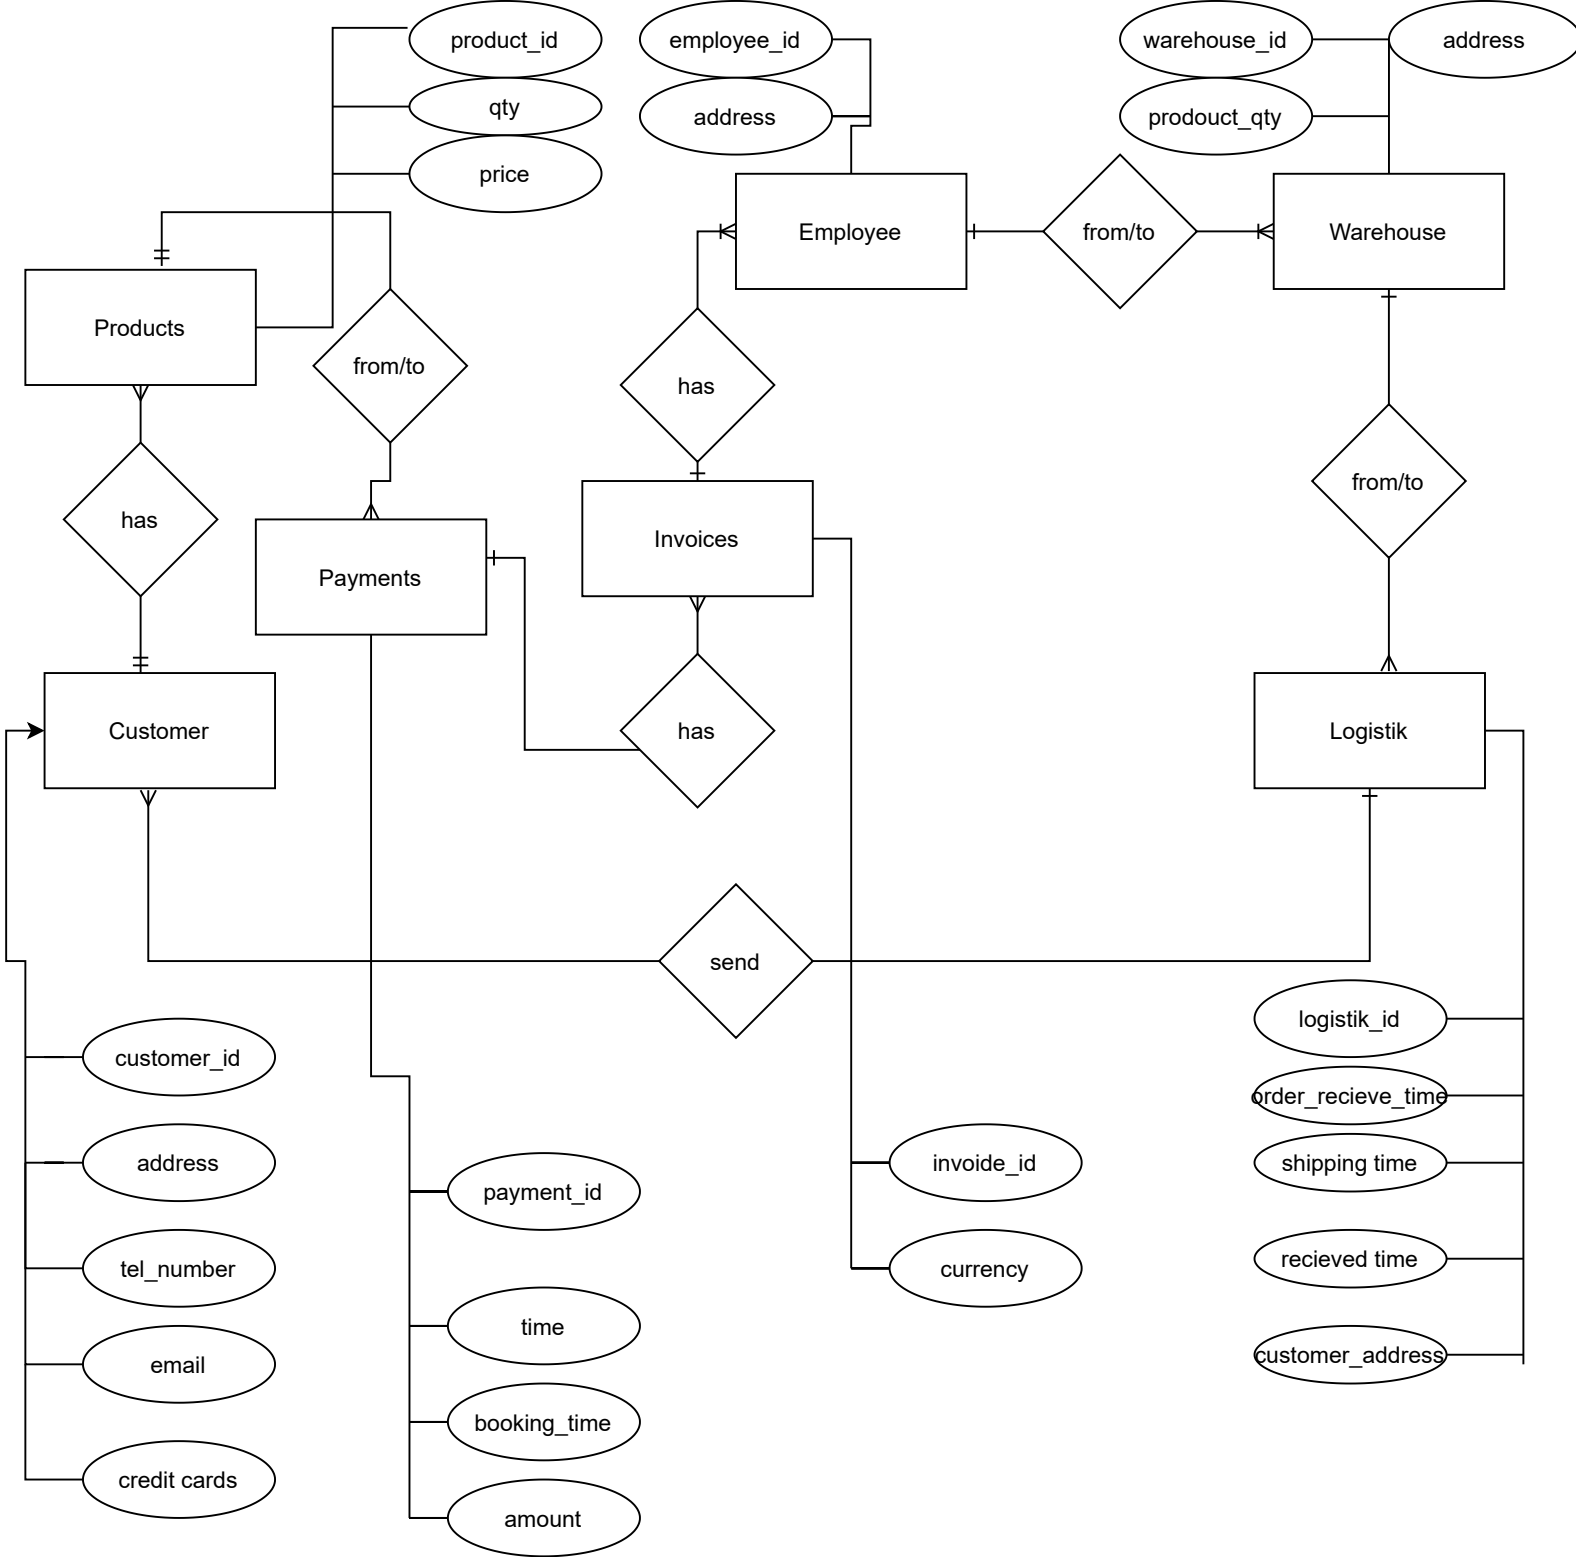 product_id
employee_id
warehouse_id
address
qty
address
prodouct_qty
price
Employee
from/to
Warehouse
Products
from/to
has
has
Invoices
from/to
Payments
Customer
has
Logistik
send
logistik_id
customer_id
order_recieve_time
address
invoide_id
shipping time
payment_id
tel_number
currency
recieved time
time
email
customer_address
booking_time
credit cards
amount